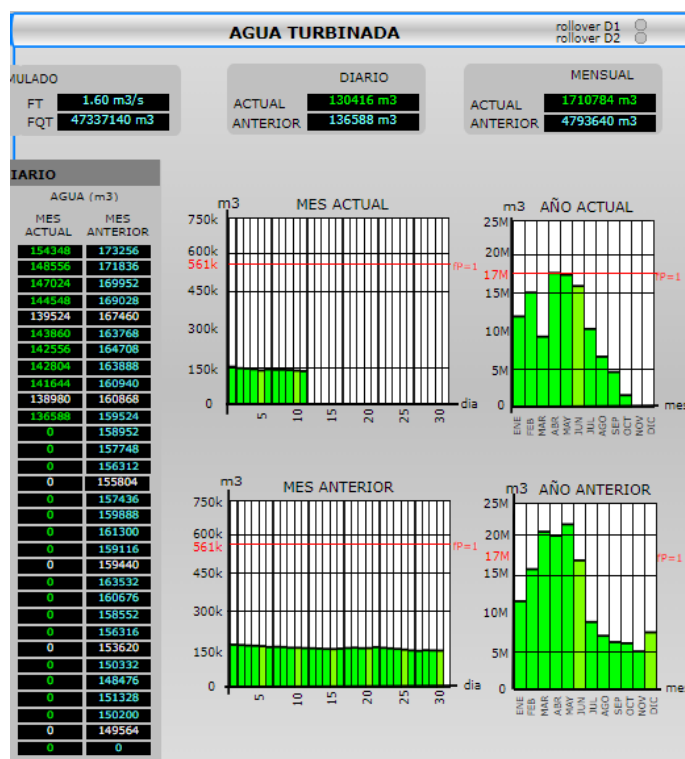 AGUA TURBINADA
rollover D1
rollover D2
MULADO
FT 1.60 m3/s
FQT 47337140 m3
DIARIO
ACTUAL 130416 m3
ANTERIOR 136588 m3
MENSUAL
ACTUAL 1710784 m3
ANTERIOR 4793640 m3
IARIO
AGUA (m3)
MES MES
ACTUAL ANTERIOR
154348 173256
148556 171836
147024 169952
144548 169028
139524 167460
143860 163768
142556 164708
142804 163888
141644 160940
138980 160868
136588 159524
0 158952
0 157748
0 156312
0 155804
0 157436
0 159888
0 161300
0 159116
0 159440
0 163532
0 160676
0 158552
0 156316
0 153620
0 150332
0 148476
0 151328
0 150200
0 149564
0 0
m3 MES ACTUAL
750k
600k
561k
fP=1
450k
300k
150k
0
dia
5 10 15 20 25 30
m3 AÑO ACTUAL
25M
20M
17M
fP=1
15M
10M
5M
0
mes
ENE FEB MAR ABR MAY JUN JUL AGO SEP OCT NOV DIC
m3 MES ANTERIOR
750k
600k
561k
fP=1
450k
300k
150k
0
dia
5 10 15 20 25 30
m3 AÑO ANTERIOR
25M
20M
17M
fP=1
15M
10M
5M
0
mes
ENE FEB MAR ABR MAY JUN JUL AGO SEP OCT NOV DIC